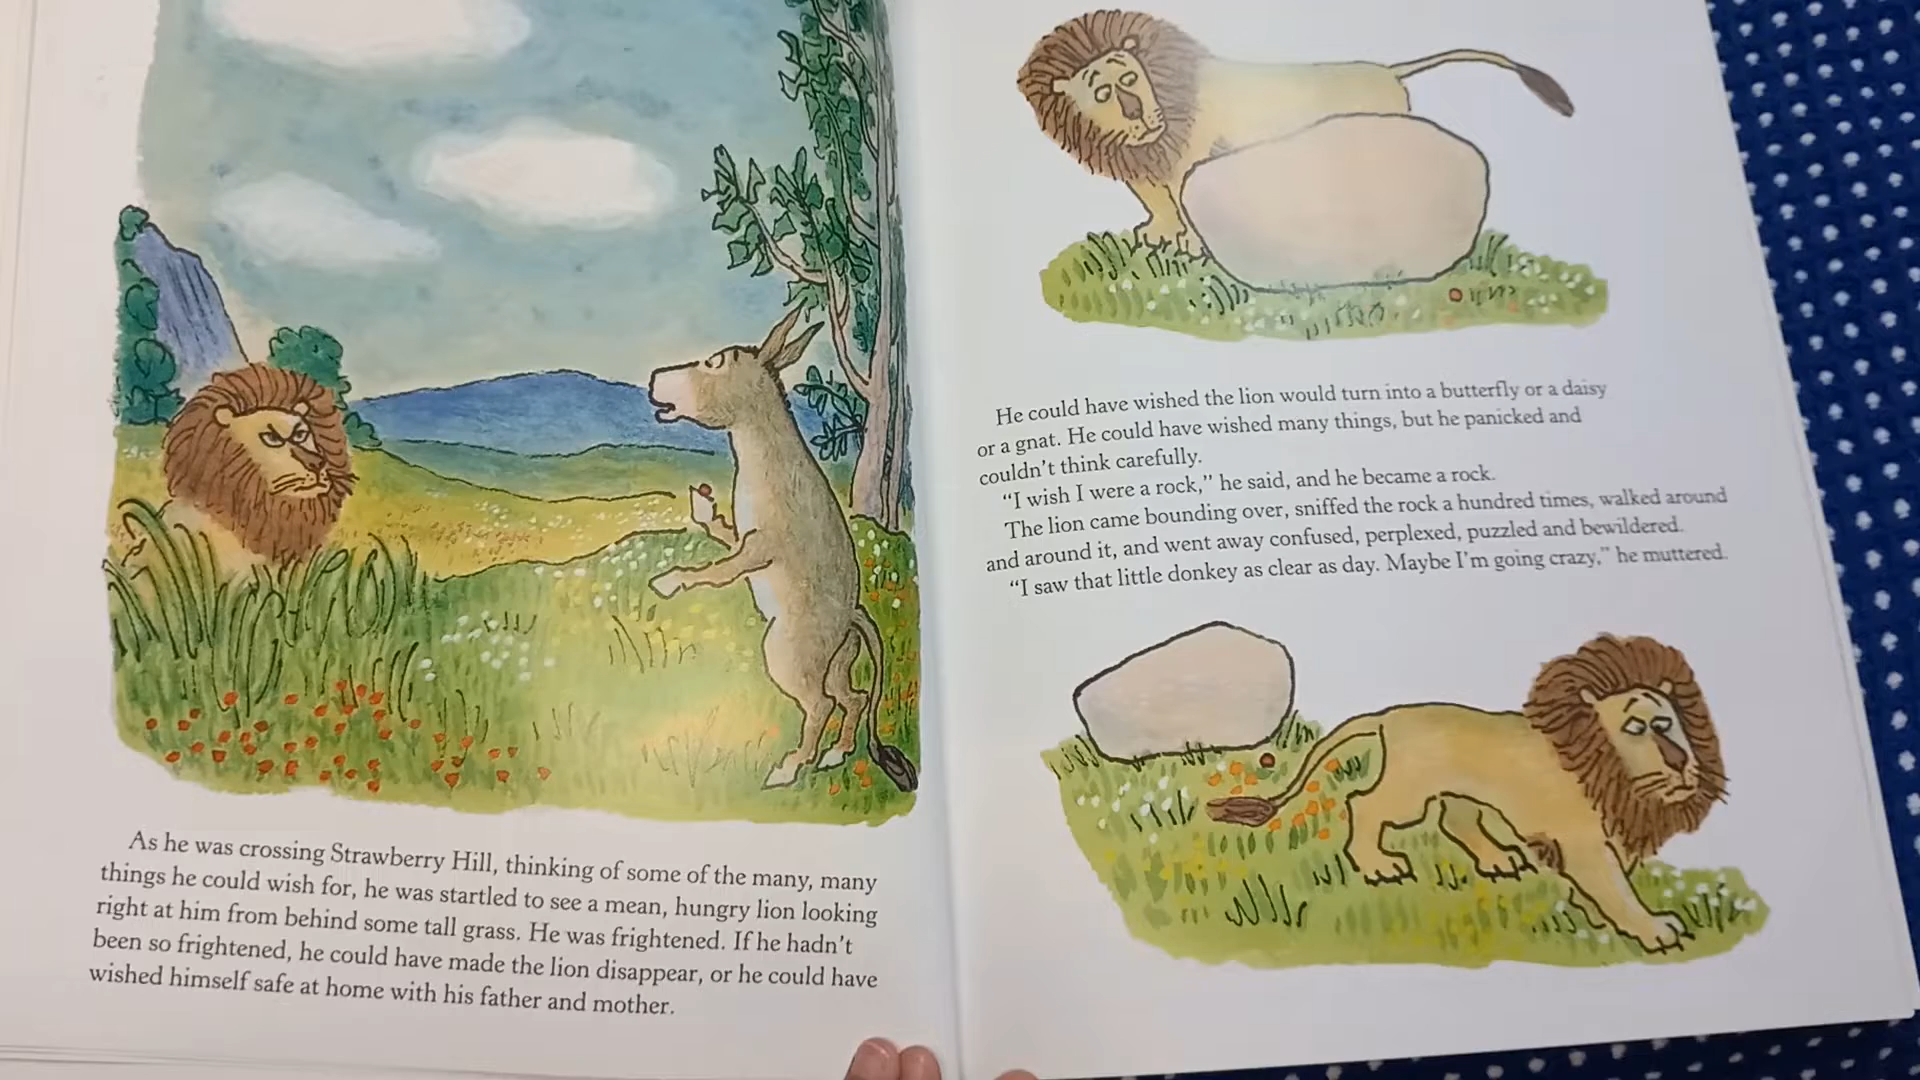 As he was crossing Strawberry Hill, thinking of some of the many, many
things he could wish for, he was startled to see a mean, hungry lion looking
right at him from behind some tall grass. He was frightened. If he hadn't
been so frightened, he could have made the lion disappear, or he could have
wished himself safe at home with his father and mother.
He could have wished the lion would turn into a butterfly or a daisy
or a gnat. He could have wished many things, but he panicked and
couldn't think carefully.
“I wish I were a rock,” he said, and he became a rock.
The lion came bounding over, sniffed the rock a hundred times, walked around
and around it, and went away confused, perplexed, puzzled and bewildered.
“I saw that little donkey as clear as day. Maybe I'm going crazy,” he muttered.